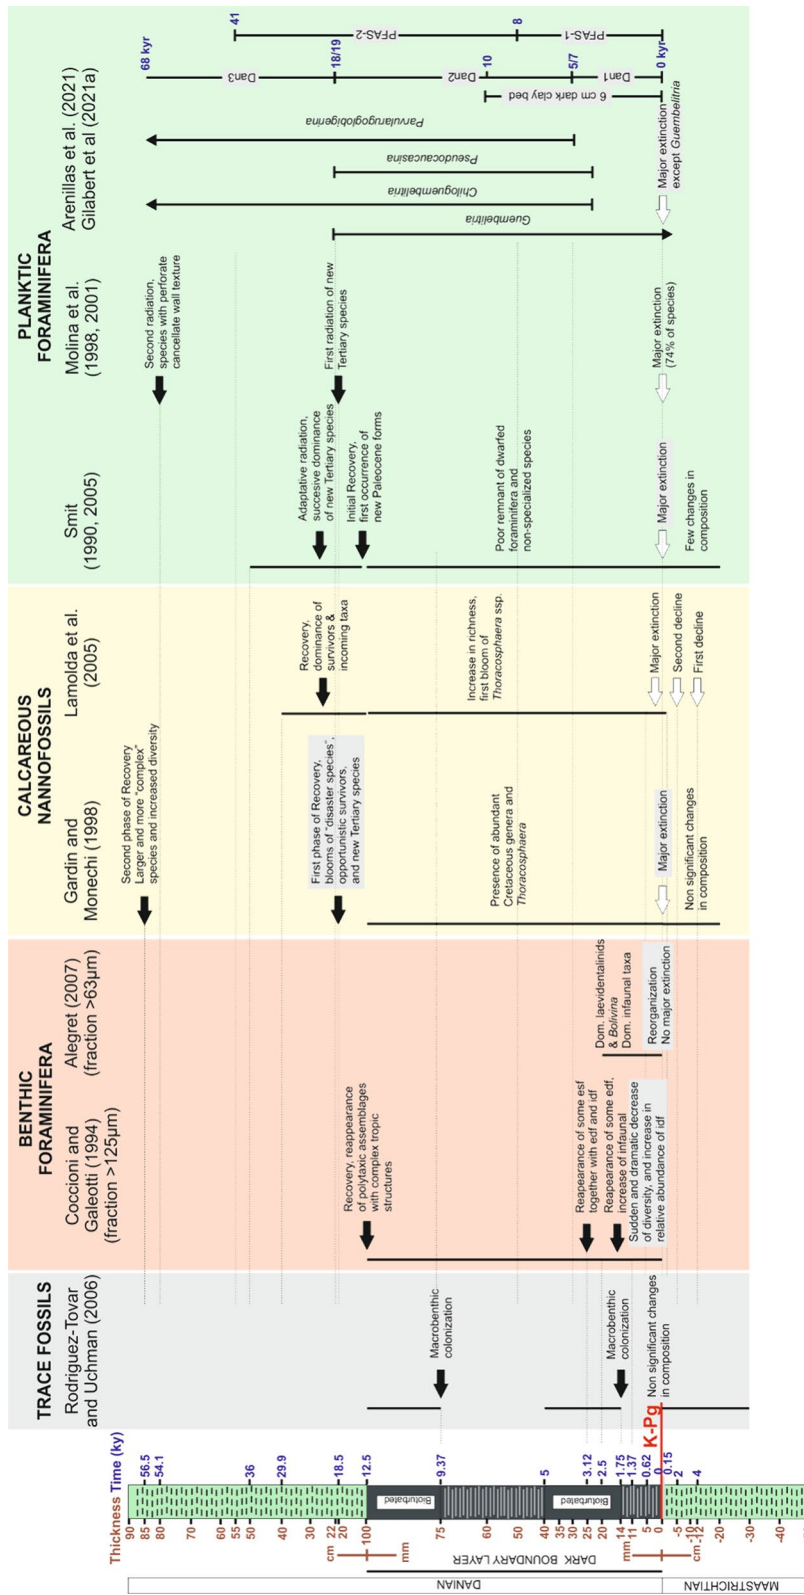 Thickness Time (ky)
90
85
80
70
60
55
50
40
30
22
20
cm
mm
100
75
60
50
40
35
30
25
20
14
11
5
0
mm
cm
-5
-10
-12
-20
-30
-40
56.5
54.1
36
29.9
18.5
12.5
9.37
5
3.12
2.5
1.75
1.37
0.62
0
0.15
2
4
K-Pg
DANIAN
MAASTRICHTIAN
DARK BOUNDARY LAYER
Bioturbated
Bioturbated
TRACE FOSSILS
Rodriguez-Tovar
and Uchman (2006)
Macrobenthic
colonization
Macrobenthic
colonization
Non significant changes
in composition
BENTHIC
FORAMINIFERA
Coccioni and
Galeotti (1994)
(fraction >125µm)
Recovery, reappearance
of polytaxic assemblages
with complex tropic
structures
Reapearance of some esf
together with edf and idf
Reapearance of some edf,
increase of infaunal
Sudden and dramatic decrease
of diversity, and increase in
relative abundance of idf
Alegret (2007)
(fraction >63µm)
Dom. laevidentalinids
& Bolivina
Dom. infaunal taxa
Reorganization
No major extinction
CALCAREOUS
NANNOFOSSILS
Gardin and
Monechi (1998)
Second phase of Recovery
Larger and more "complex"
species and increased diversity
First phase of Recovery,
blooms of "disaster species",
opportunistic survivors,
and new Tertiary species
Presence of abundant
Cretaceous genera and
Thoracosphaera
Major extinction
Non significant changes
in composition
Lamolda et al.
(2005)
Recovery,
dominance of
survivors &
incoming taxa
Increase in richness,
first bloom of
Thoracosphaera ssp.
Major extinction
Second decline
First decline
PLANKTIC
FORAMINIFERA
Smit
(1990, 2005)
Adaptative radiation,
succesive dominance
of new Tertiary species
Initial Recovery,
first occurrence of
new Paleocene forms
Poor remnant of dwarfed
foraminifera and
non-specialized species
Major extinction
Few changes in
composition
Molina et al.
(1998, 2001)
Second radiation,
species with perforate
cancellate wall texture
First radiation of new
Tertiary species
Major extinction
(74% of species)
Arenillas et al. (2021)
Gilabert et al (2021a)
Guembelitria
Chiloguembelitria
Pseudocaucasina
Parvularugoglobigerina
Major extinction
except Guembelitria
6 cm dark clay bed
68 kyr
Dan3
18/19
Dan2
10
5/7
Dan1
0 kyr
41
PFAS-2
8
PFAS-1